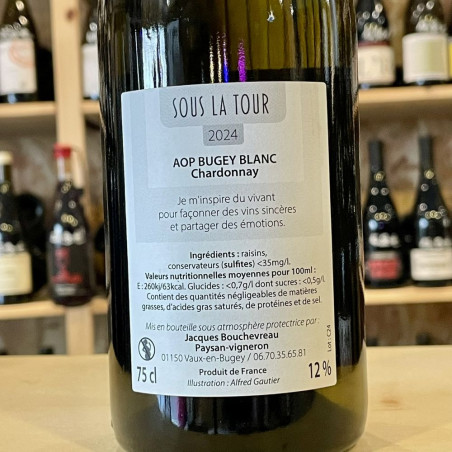 SOUS LA TOUR
2024
AOP BUGEY BLANC
Chardonnay
Je m'inspire du vivant
pour façonner des vins sincères
et partager des émotions.
Ingrédients : raisins,
conservateurs (sulfites) <35mg/l.
Valeurs nutritionnelles moyennes pour 100ml :
E : 260kj/63kcal. Glucides : <0,7g/l dont sucres : <0,5g/l.
Contient des quantités négligeables de matières
grasses, d'acides gras saturés, de protéines et de sel.
Mis en bouteille sous atmosphère protectrice par :
Jacques Bouchevreau
Paysan-vigneron
01150 Vaux-en-Bugey / 06.70.35.65.81
Produit de France
Illustration : Alfred Gautier
75 cl
12 %
Lot : C24